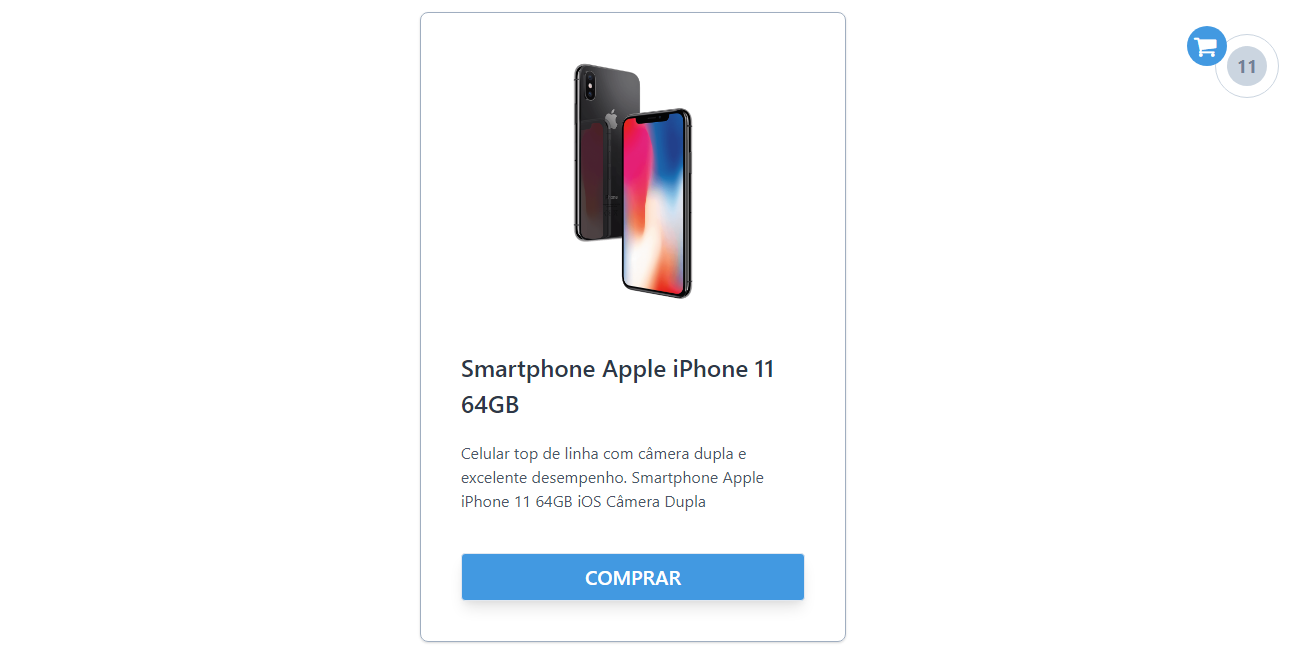 11
Smartphone Apple iPhone 11
64GB
Celular top de linha com câmera dupla e
excelente desempenho. Smartphone Apple
iPhone 11 64GB iOS Câmera Dupla
COMPRAR